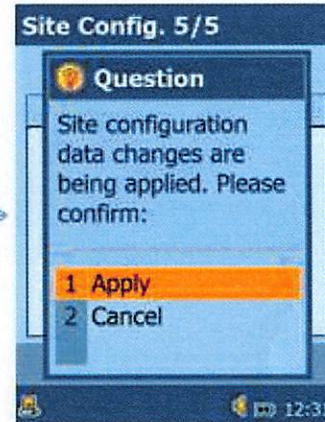 Site Config. 5/5
Question
Site configuration
data changes are
being applied. Please
confirm:
1 Apply
2 Cancel